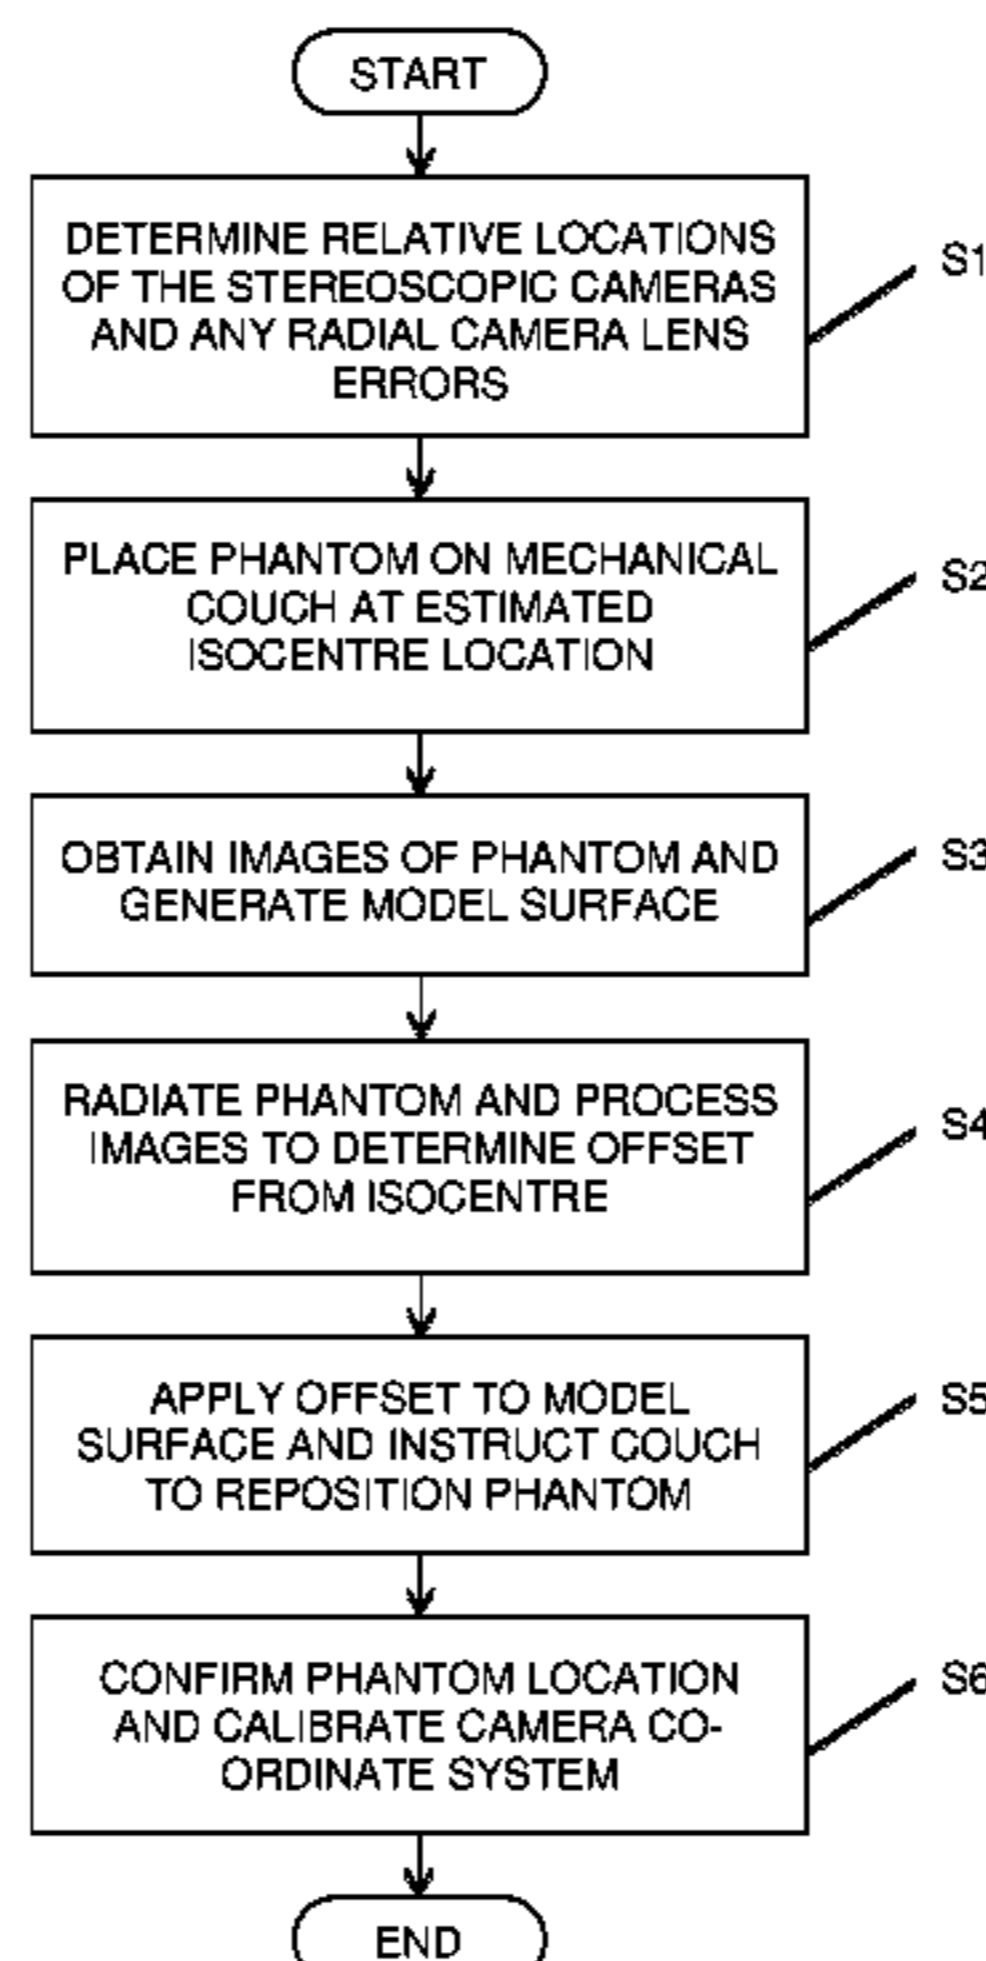 START
DETERMINE RELATIVE LOCATIONS
OF THE STEREOSCOPIC CAMERAS
AND ANY RADIAL CAMERA LENS
ERRORS
S1
PLACE PHANTOM ON MECHANICAL
COUCH AT ESTIMATED
ISOCENTRE LOCATION
S2
OBTAIN IMAGES OF PHANTOM AND
GENERATE MODEL SURFACE
S3
RADIATE PHANTOM AND PROCESS
IMAGES TO DETERMINE OFFSET
FROM ISOCENTRE
S4
APPLY OFFSET TO MODEL
SURFACE AND INSTRUCT COUCH
TO REPOSITION PHANTOM
S5
CONFIRM PHANTOM LOCATION
AND CALIBRATE CAMERA CO-
ORDINATE SYSTEM
S6
END